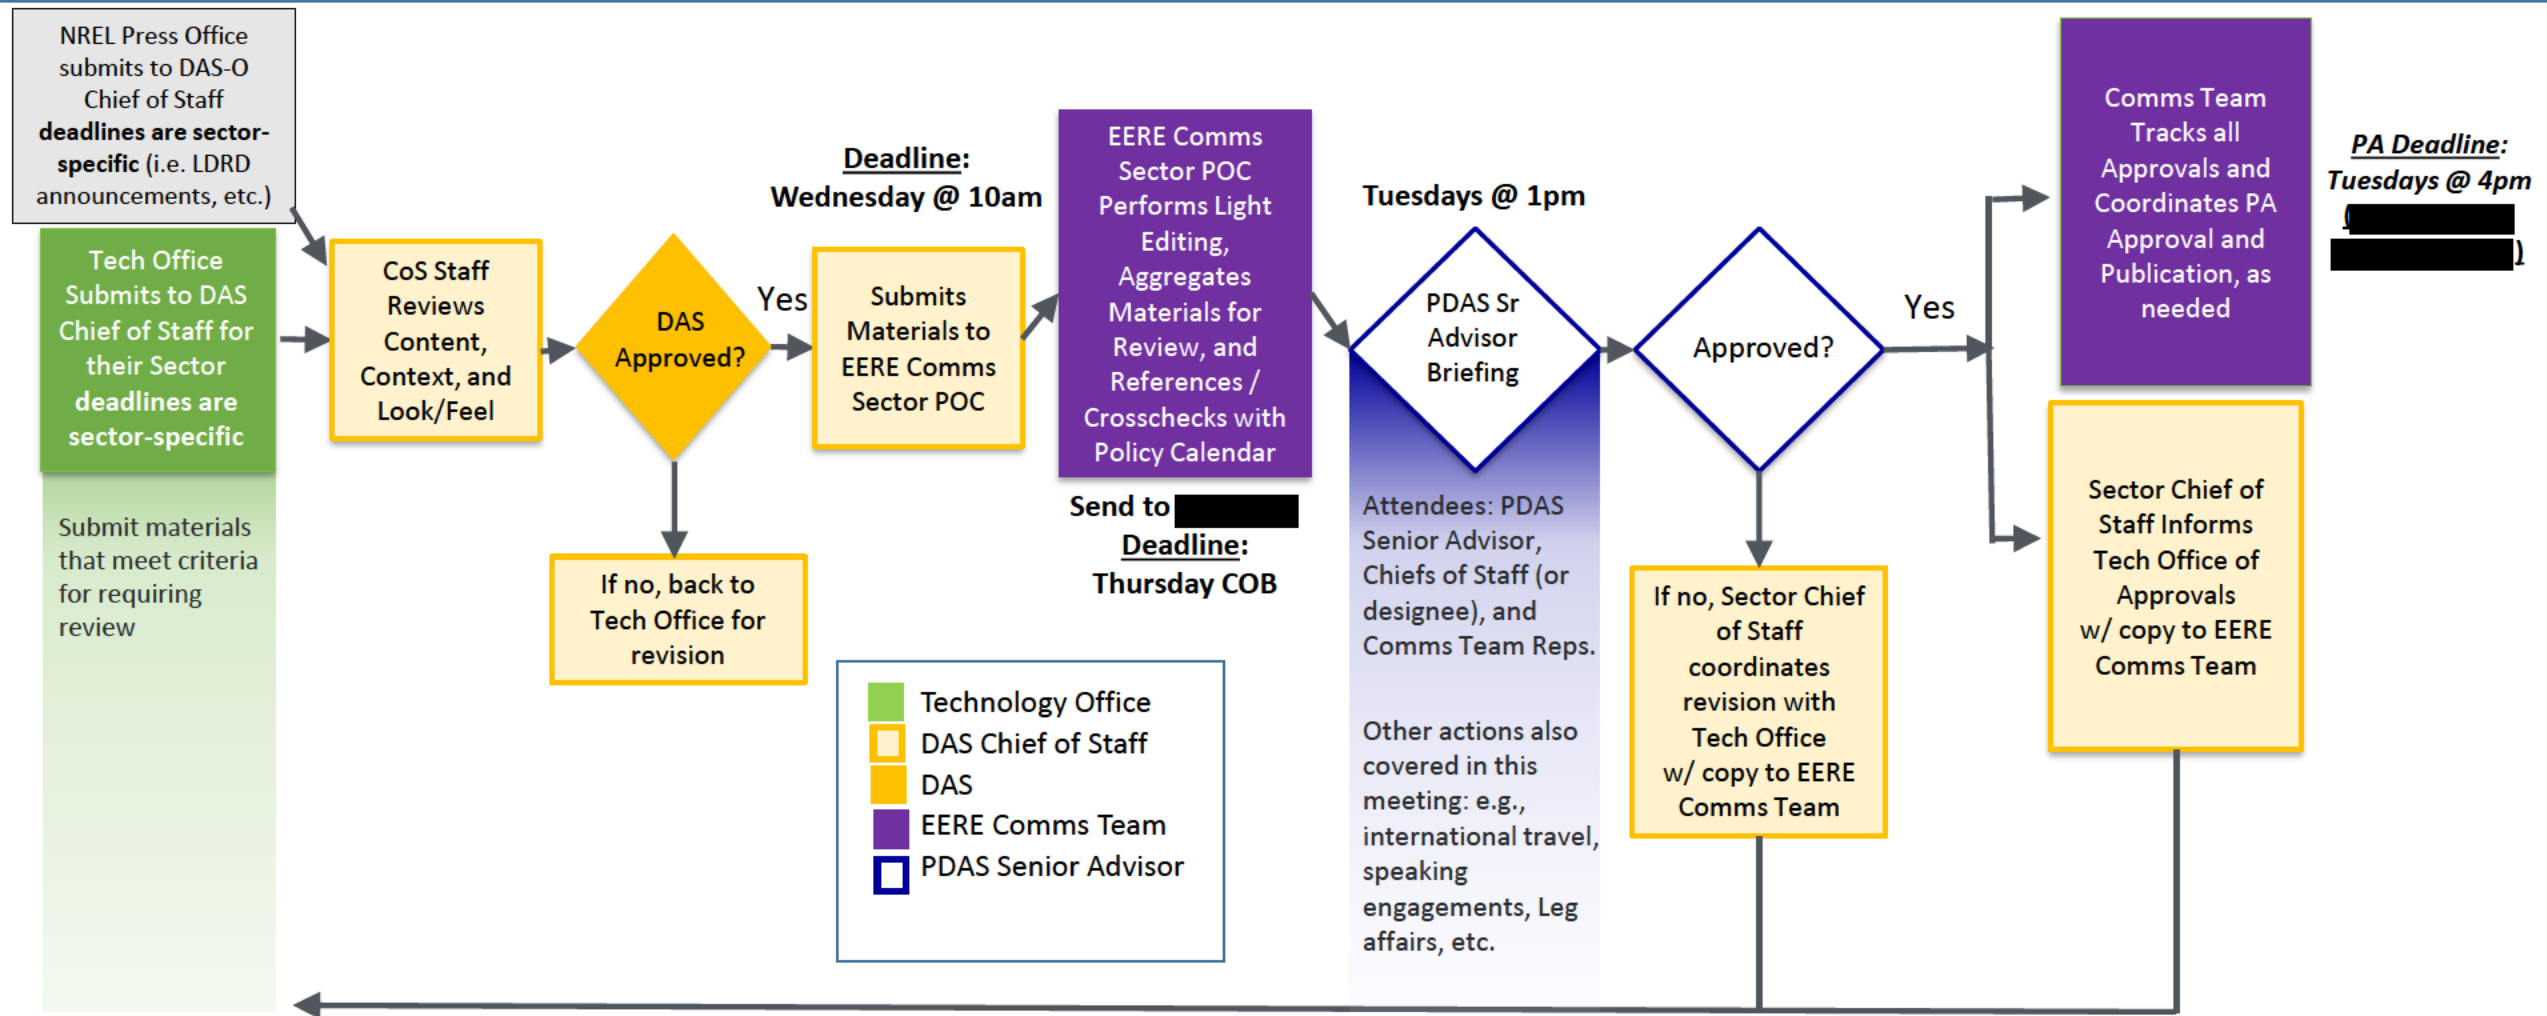 NREL Press Office
submits to DAS-O
Chief of Staff
deadlines are sector-
specific (i.e. LDRD
announcements, etc.)
Tech Office
Submits to DAS
Chief of Staff for
their Sector
deadlines are
sector-specific
Submit materials
that meet criteria
for requiring
review
CoS Staff
Reviews
Content,
Context, and
Look/Feel
DAS
Approved?
Yes
If no, back to
Tech Office for
revision
Deadline:
Wednesday @ 10am
Submits
Materials to
EERE Comms
Sector POC
EERE Comms
Sector POC
Performs Light
Editing,
Aggregates
Materials for
Review, and
References /
Crosschecks with
Policy Calendar
Send to
Deadline:
Thursday COB
Tuesdays @ 1pm
PDAS Sr
Advisor
Briefing
Attendees: PDAS
Senior Advisor,
Chiefs of Staff (or
designee), and
Comms Team Reps.
Other actions also
covered in this
meeting: e.g.,
international travel,
speaking
engagements, Leg
affairs, etc.
Approved?
Yes
If no, Sector Chief
of Staff
coordinates
revision with
Tech Office
w/ copy to EERE
Comms Team
Comms Team
Tracks all
Approvals and
Coordinates PA
Approval and
Publication, as
needed
PA Deadline:
Tuesdays @ 4pm
(
)
Sector Chief of
Staff Informs
Tech Office of
Approvals
w/ copy to EERE
Comms Team
Technology Office
DAS Chief of Staff
DAS
EERE Comms Team
PDAS Senior Advisor